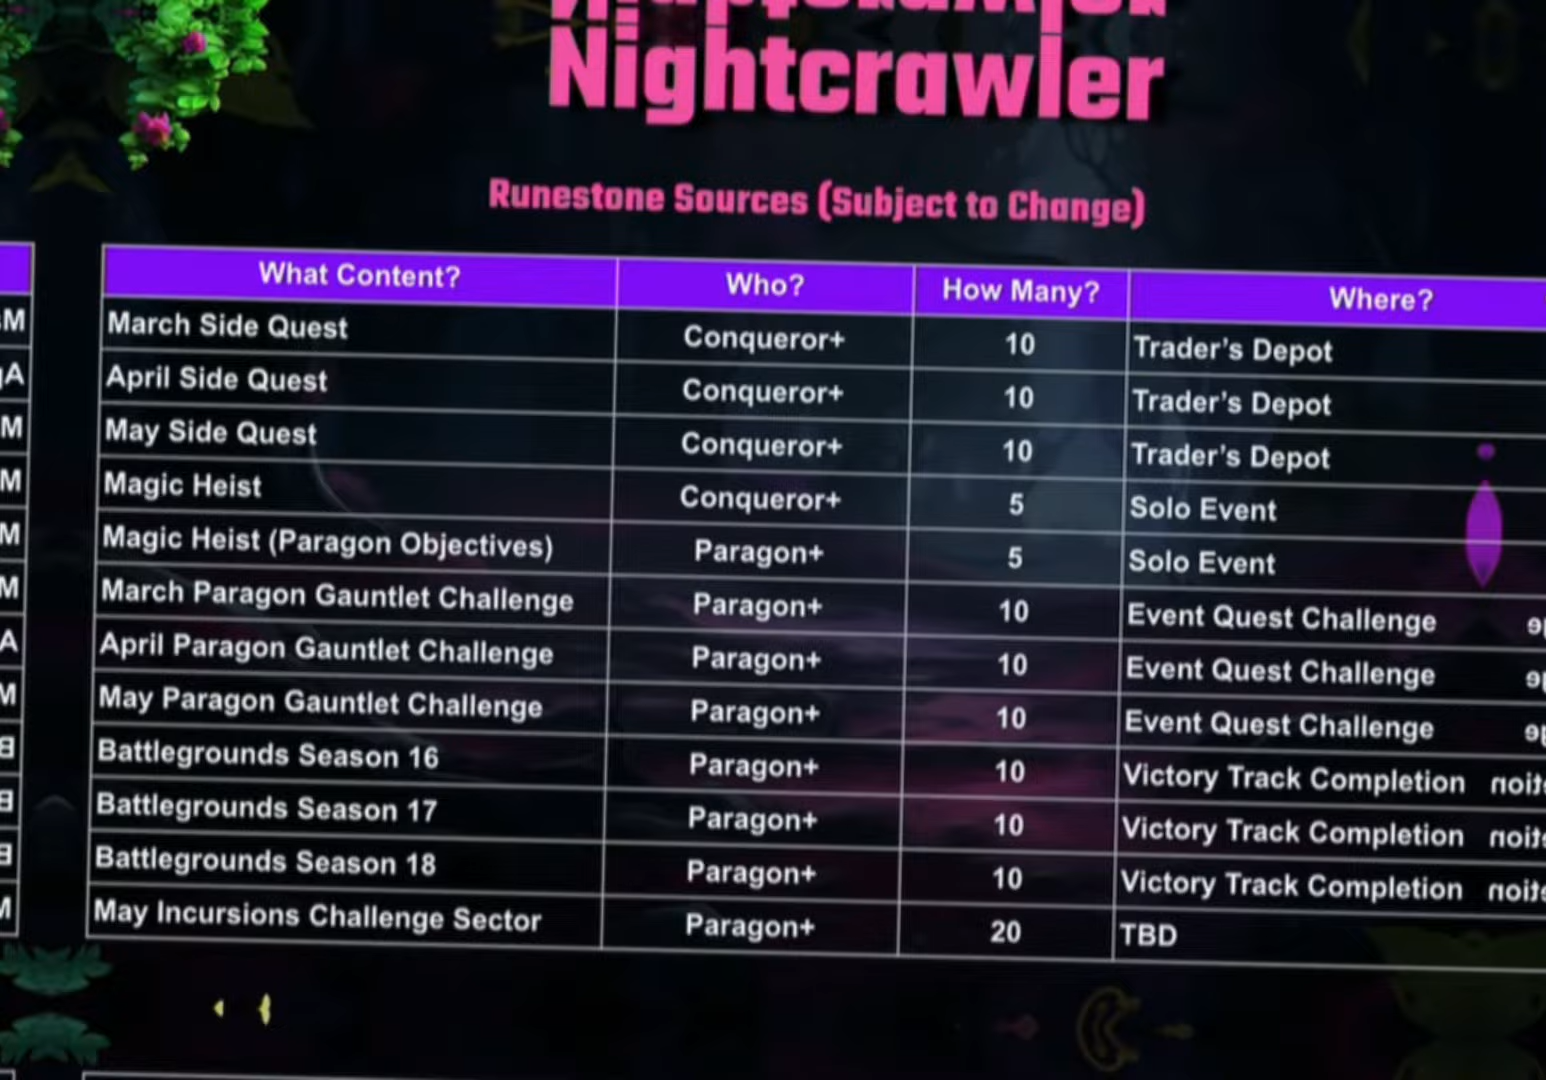 Nightcrawler
Runestone Sources (Subject to Change)
What Content? Who? How Many? Where?
March Side Quest Conqueror+ 10 Trader's Depot
April Side Quest Conqueror+ 10 Trader's Depot
May Side Quest Conqueror+ 10 Trader's Depot
Magic Heist Conqueror+ 5 Solo Event
Magic Heist (Paragon Objectives) Paragon+ 5 Solo Event
March Paragon Gauntlet Challenge Paragon+ 10 Event Quest Challenge
April Paragon Gauntlet Challenge Paragon+ 10 Event Quest Challenge
May Paragon Gauntlet Challenge Paragon+ 10 Event Quest Challenge
Battlegrounds Season 16 Paragon+ 10 Victory Track Completion
Battlegrounds Season 17 Paragon+ 10 Victory Track Completion
Battlegrounds Season 18 Paragon+ 10 Victory Track Completion
May Incursions Challenge Sector Paragon+ 20 TBD